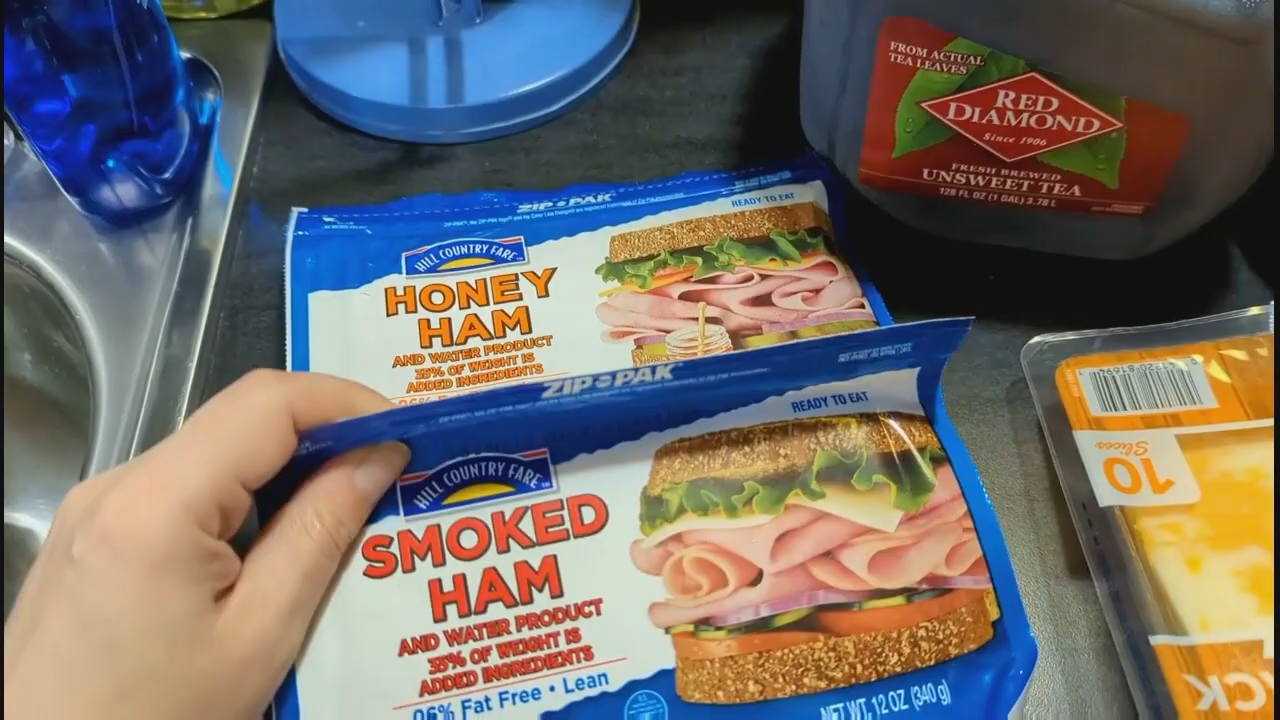 FROM ACTUAL
TEA LEAVES
RED
DIAMOND
Since 1906
FRESH BREWED
UNSWEET TEA
128 FL OZ (1 GAL) 3.78 L
ZIP PAK
READY TO EAT
HILL COUNTRY FARE
HONEY
HAM
AND WATER PRODUCT
35% OF WEIGHT IS
ADDED INGREDIENTS
ZIP PAK
READY TO EAT
HILL COUNTRY FARE
SMOKED
HAM
AND WATER PRODUCT
35% OF WEIGHT IS
ADDED INGREDIENTS
96% Fat Free • Lean
NET WT. 12 OZ (340 g)
10
Slices